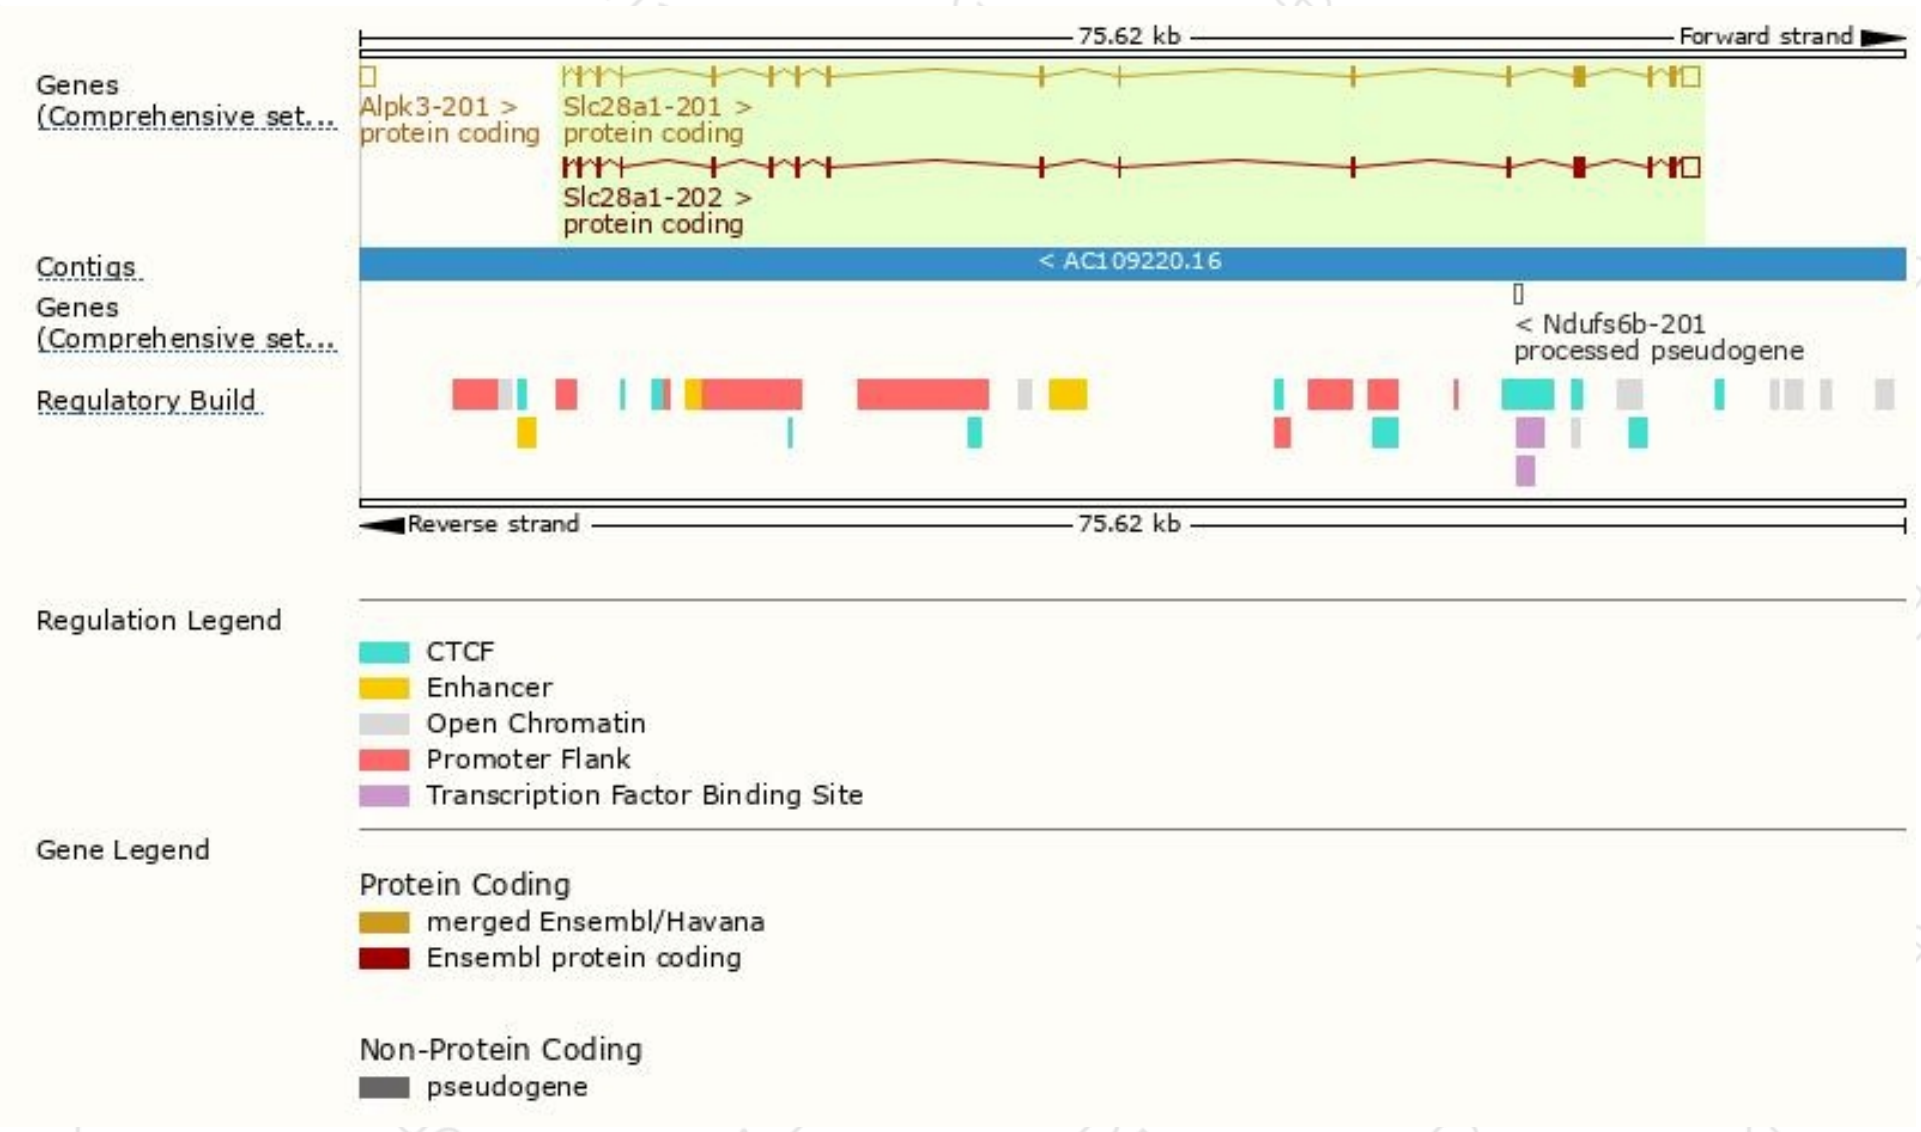 75.62 kb
Forward strand
Genes
(Comprehensive set...
Alpk3-201 >
protein coding
Slc28a1-201 >
protein coding
Slc28a1-202 >
protein coding
Contigs
< AC109220.16
Genes
(Comprehensive set...
< Ndufs6b-201
processed pseudogene
Regulatory Build
Reverse strand
75.62 kb
Regulation Legend
CTCF
Enhancer
Open Chromatin
Promoter Flank
Transcription Factor Binding Site
Gene Legend
Protein Coding
merged Ensembl/Havana
Ensembl protein coding
Non-Protein Coding
pseudogene